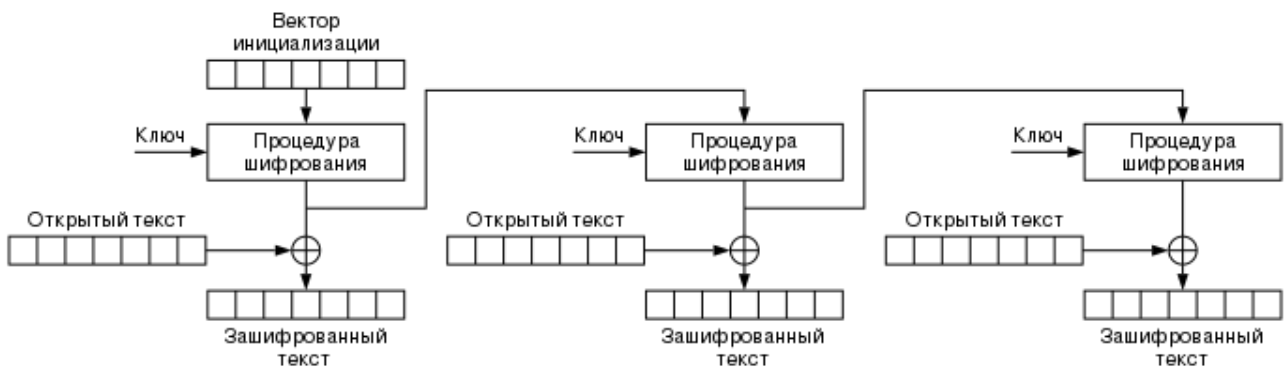 Вектор
инициализации
Ключ
Процедура
шифрования
Ключ
Процедура
шифрования
Ключ
Процедура
шифрования
Открытый текст
Открытый текст
Открытый текст
Зашифрованный
текст
Зашифрованный
текст
Зашифрованный
текст